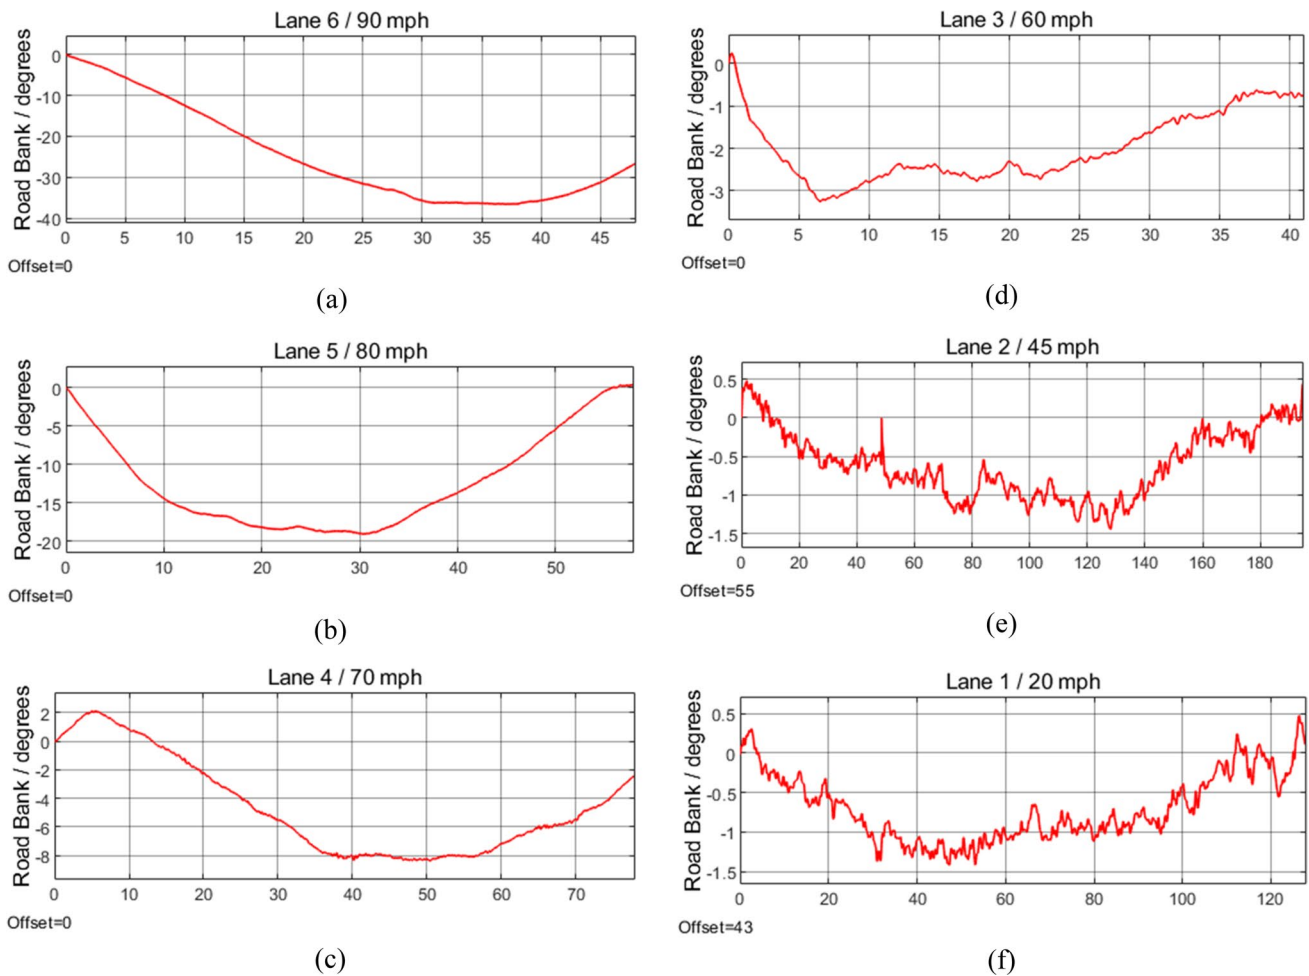 Lane 6 / 90 mph
Road Bank / degrees
0
-10
-20
-30
-40
0 5 10 15 20 25 30 35 40 45
Offset=0
(a)
Lane 5 / 80 mph
Road Bank / degrees
0
-5
-10
-15
-20
0 10 20 30 40 50
Offset=0
(b)
Lane 4 / 70 mph
Road Bank / degrees
2
0
-2
-4
-6
-8
0 10 20 30 40 50 60 70
Offset=0
(c)
Lane 3 / 60 mph
Road Bank / degrees
0
-1
-2
-3
0 5 10 15 20 25 30 35 40
Offset=0
(d)
Lane 2 / 45 mph
Road Bank / degrees
0.5
0
-0.5
-1
-1.5
0 20 40 60 80 100 120 140 160 180
Offset=55
(e)
Lane 1 / 20 mph
Road Bank / degrees
0.5
0
-0.5
-1
-1.5
0 20 40 60 80 100 120
Offset=43
(f)